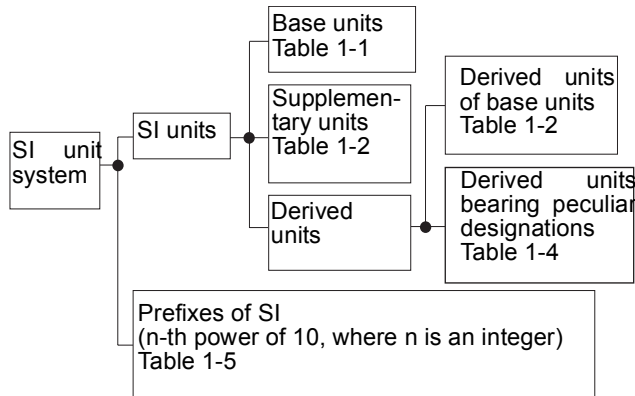 SI unit
system
SI units
Base units
Table 1-1
Supplemen-
tary units
Table 1-2
Derived
units
Derived units
of base units
Table 1-2
Derived units
bearing peculiar
designations
Table 1-4
Prefixes of SI
(n-th power of 10, where n is an integer)
Table 1-5